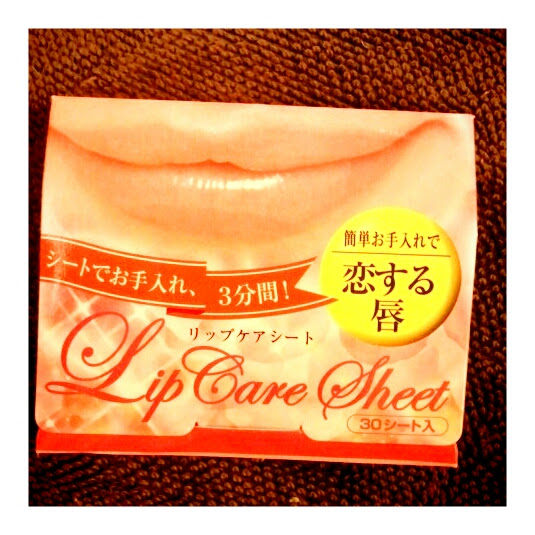 シートでお手入れ、3分間!
簡単お手入れで
恋する
唇
リップケアシート
Lip Care Sheet
30シート入